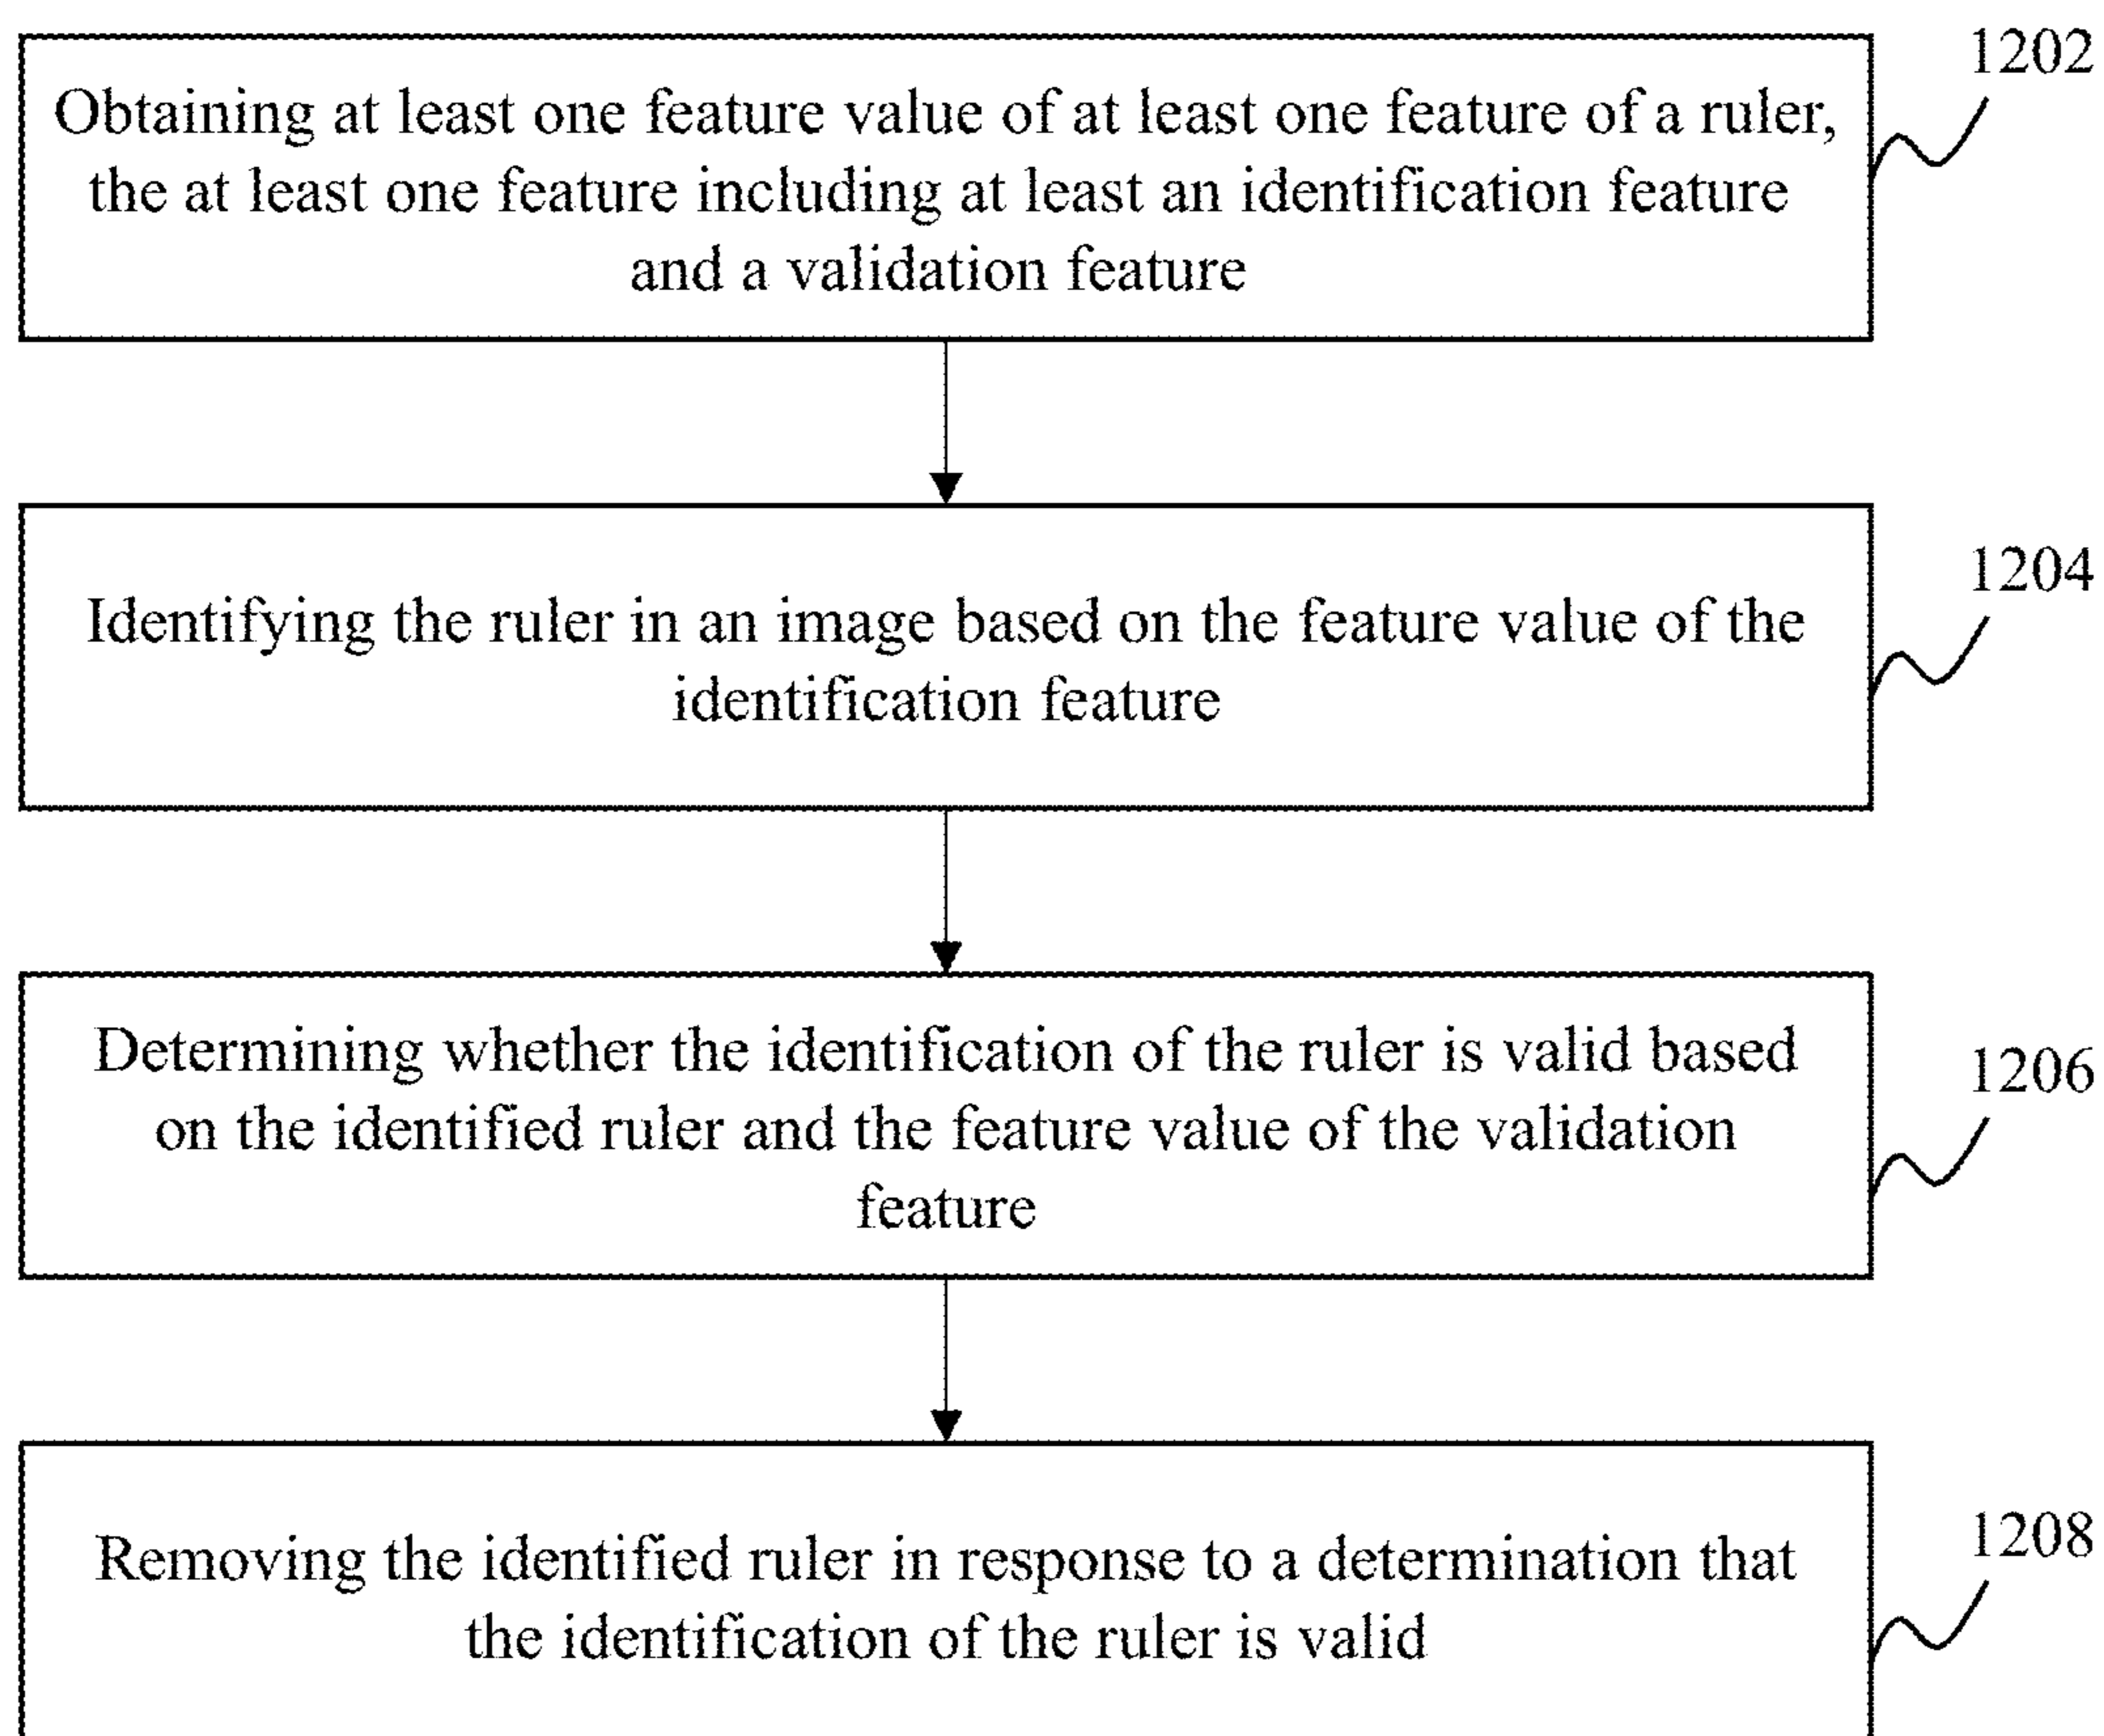 1202
Obtaining at least one feature value of at least one feature of a ruler,
the at least one feature including at least an identification feature
and a validation feature
1204
Identifying the ruler in an image based on the feature value of the
identification feature
1206
Determining whether the identification of the ruler is valid based
on the identified ruler and the feature value of the validation
feature
1208
Removing the identified ruler in response to a determination that
the identification of the ruler is valid